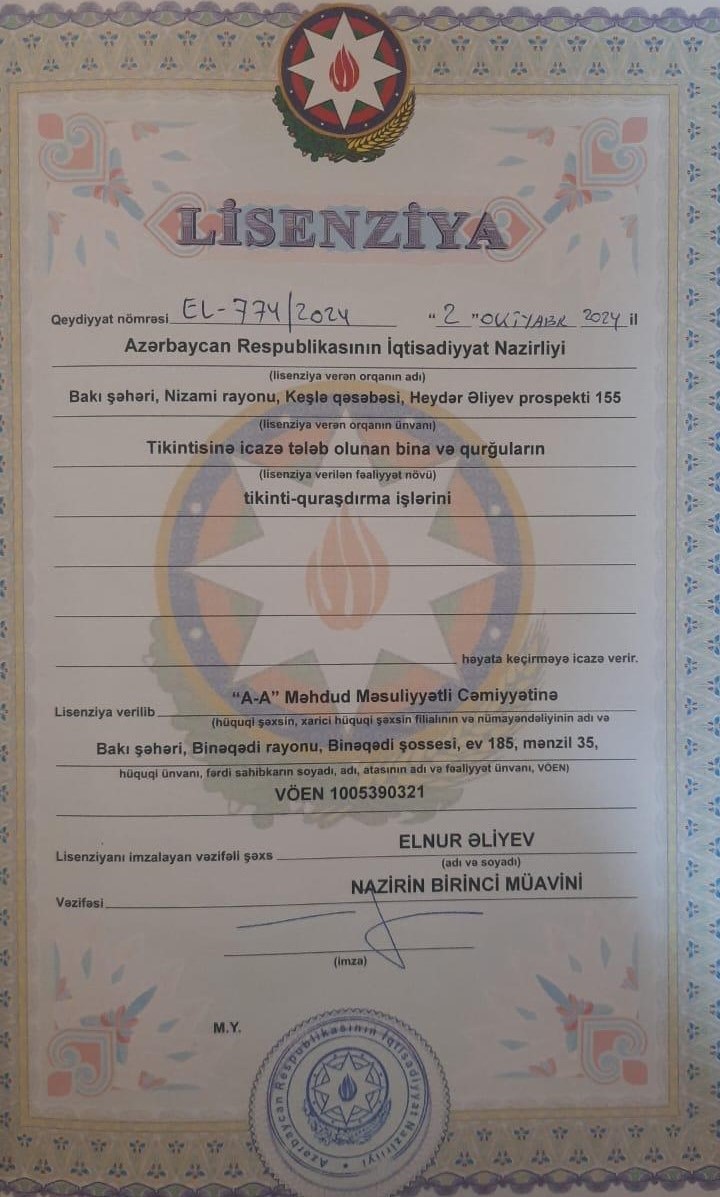 LİSENZİYA
Qeydiyyat nömrəsi EL-774/2024 "2" OKTYABR 2024 il
Azərbaycan Respublikasının İqtisadiyyat Nazirliyi
(lisenziya verən orqanın adı)
Bakı şəhəri, Nizami rayonu, Keşlə qəsəbəsi, Heydər Əliyev prospekti 155
(lisenziya verən orqanın ünvanı)
Tikintisinə icazə tələb olunan bina və qurğuların
(lisenziya verilən fəaliyyət növü)
tikinti-quraşdırma işlərini
həyata keçirməyə icazə verir.
Lisenziya verilib "A-A" Məhdud Məsuliyyətli Cəmiyyətinə
(hüquqi şəxsin, xarici hüquqi şəxsin filialının və nümayəndəliyinin adı və
Bakı şəhəri, Binəqədi rayonu, Binəqədi şossesi, ev 185, mənzil 35,
hüquqi ünvanı, fərdi sahibkarın soyadı, adı, atasının adı və fəaliyyət ünvanı, VÖEN)
VÖEN 1005390321
Lisenziyanı imzalayan vəzifəli şəxs ELNUR ƏLİYEV
(adı və soyadı)
Vəzifəsi NAZİRİN BİRİNCİ MÜAVİNİ
(imza)
M.Y.
Azərbaycan Respublikasının İqtisadiyyat Nazirliyi